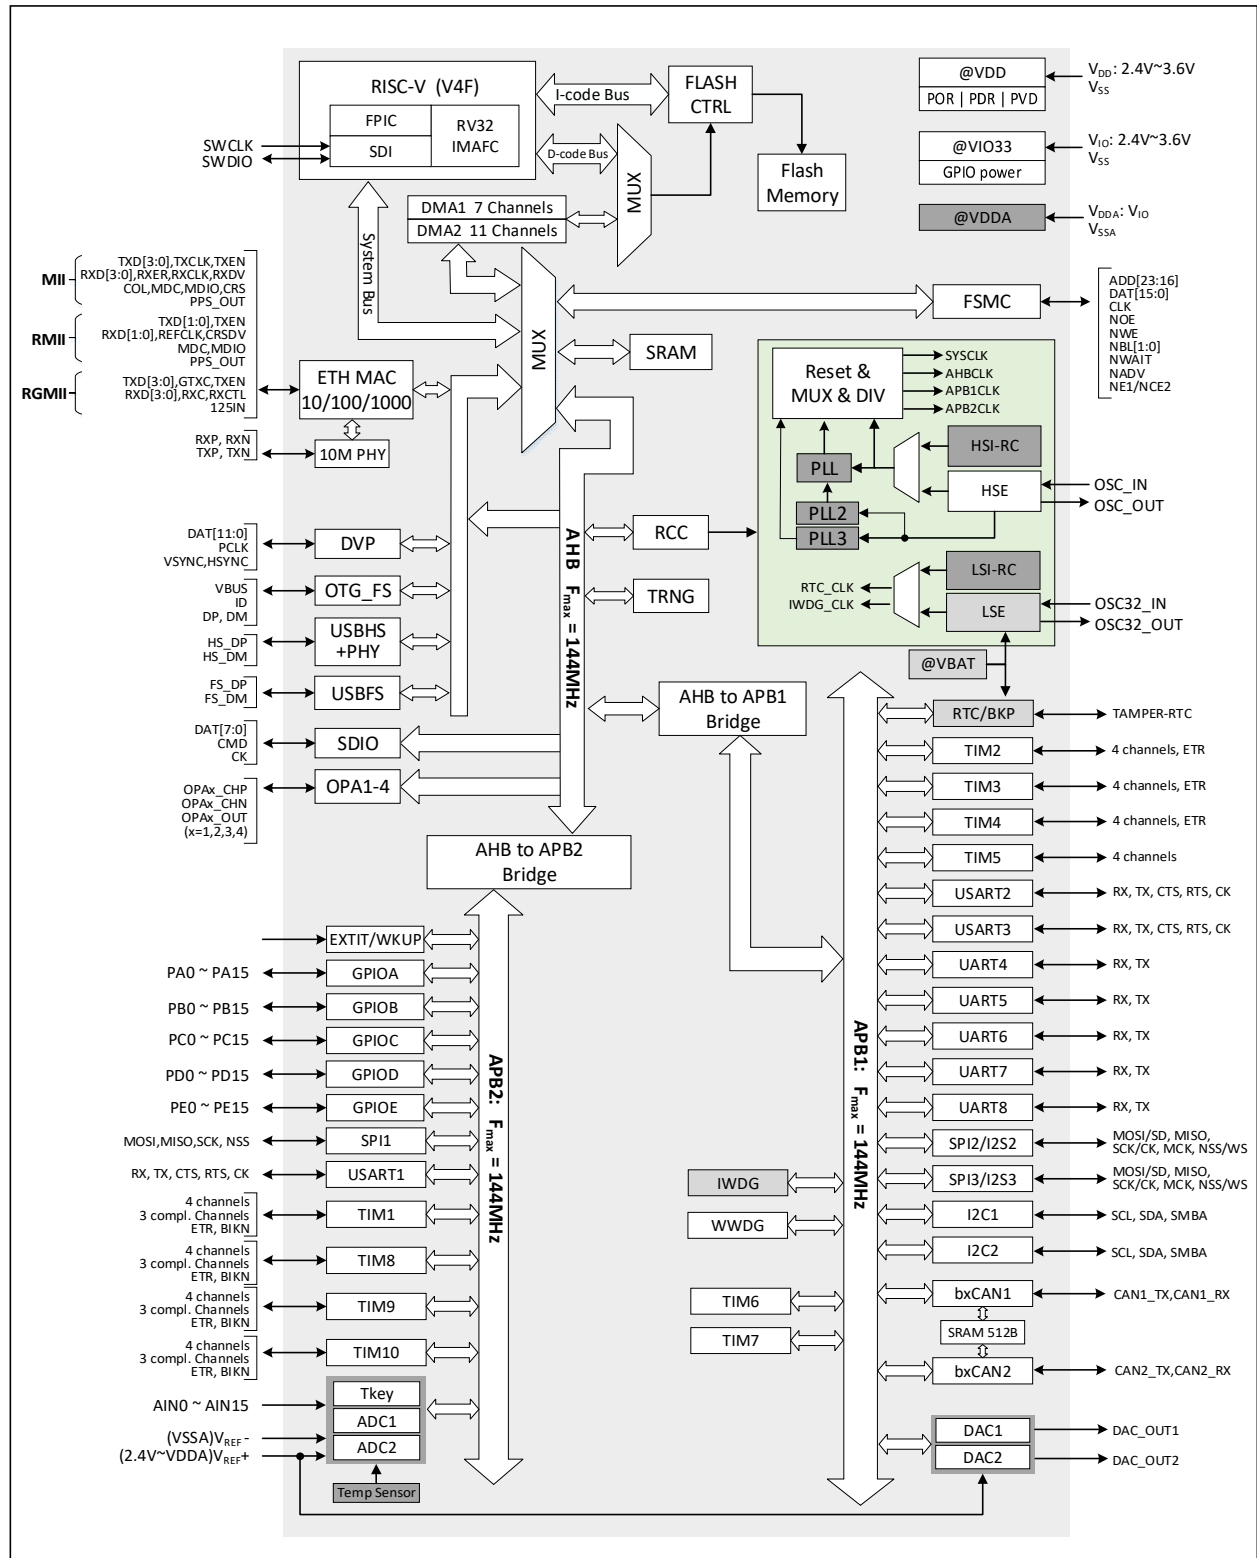 RISC-V (V4F)
FPIC
SDI
RV32
IMAFC
SWCLK
SWDIO
I-code Bus
D-code Bus
System Bus
FLASH
CTRL
Flash
Memory
MUX
DMA1 7 Channels
DMA2 11 Channels
MUX
@VDD
POR | PDR | PVD
VDD: 2.4V~3.6V
VSS
@VIO33
GPIO power
VIO: 2.4V~3.6V
VSS
@VDDA
VDDA: VIO
VSSA
FSMC
ADD[23:16]
DAT[15:0]
CLK
NOE
NWE
NBL[1:0]
NWAIT
NADV
NE1/NCE2
SRAM
MII
TXD[3:0],TXCLK,TXEN
RXD[3:0],RXER,RXCLK,RXDV
COL,MDC,MDIO,CRS
PPS_OUT
RMII
TXD[1:0],TXEN
RXD[1:0],REFCLK,CRSDV
MDC,MDIO
PPS_OUT
RGMII
TXD[3:0],GTXC,TXEN
RXD[3:0],RXC,RXCTL
125IN
ETH MAC
10/100/1000
RXP, RXN
TXP, TXN
10M PHY
Reset &
MUX & DIV
SYSCLK
AHBCLK
APB1CLK
APB2CLK
PLL
PLL2
PLL3
HSI-RC
HSE
OSC_IN
OSC_OUT
LSI-RC
LSE
RTC_CLK
IWDG_CLK
OSC32_IN
OSC32_OUT
@VBAT
RCC
TRNG
AHB Fmax = 144MHz
DAT[11:0]
PCLK
VSYNC,HSYNC
DVP
VBUS
ID
DP, DM
OTG_FS
HS_DP
HS_DM
USBHS
+PHY
FS_DP
FS_DM
USBFS
DAT[7:0]
CMD
CK
SDIO
OPAx_CHP
OPAx_CHN
OPAx_OUT
(x=1,2,3,4)
OPA1-4
AHB to APB1
Bridge
AHB to APB2
Bridge
APB2: Fmax = 144MHz
EXTIT/WKUP
PA0 ~ PA15
GPIOA
PB0 ~ PB15
GPIOB
PC0 ~ PC15
GPIOC
PD0 ~ PD15
GPIOD
PE0 ~ PE15
GPIOE
MOSI,MISO,SCK, NSS
SPI1
RX, TX, CTS, RTS, CK
USART1
4 channels
3 compl. Channels
ETR, BIKN
TIM1
4 channels
3 compl. Channels
ETR, BIKN
TIM8
4 channels
3 compl. Channels
ETR, BIKN
TIM9
4 channels
3 compl. Channels
ETR, BIKN
TIM10
AIN0 ~ AIN15
(VSSA)VREF-
(2.4V~VDDA)VREF+
Tkey
ADC1
ADC2
Temp Sensor
APB1: Fmax = 144MHz
IWDG
WWDG
TIM6
TIM7
RTC/BKP
TAMPER-RTC
TIM2
4 channels, ETR
TIM3
4 channels, ETR
TIM4
4 channels, ETR
TIM5
4 channels
USART2
RX, TX, CTS, RTS, CK
USART3
RX, TX, CTS, RTS, CK
UART4
RX, TX
UART5
RX, TX
UART6
RX, TX
UART7
RX, TX
UART8
RX, TX
SPI2/I2S2
MOSI/SD, MISO,
SCK/CK, MCK, NSS/WS
SPI3/I2S3
MOSI/SD, MISO,
SCK/CK, MCK, NSS/WS
I2C1
SCL, SDA, SMBA
I2C2
SCL, SDA, SMBA
bxCAN1
CAN1_TX,CAN1_RX
SRAM 512B
bxCAN2
CAN2_TX,CAN2_RX
DAC1
DAC_OUT1
DAC2
DAC_OUT2